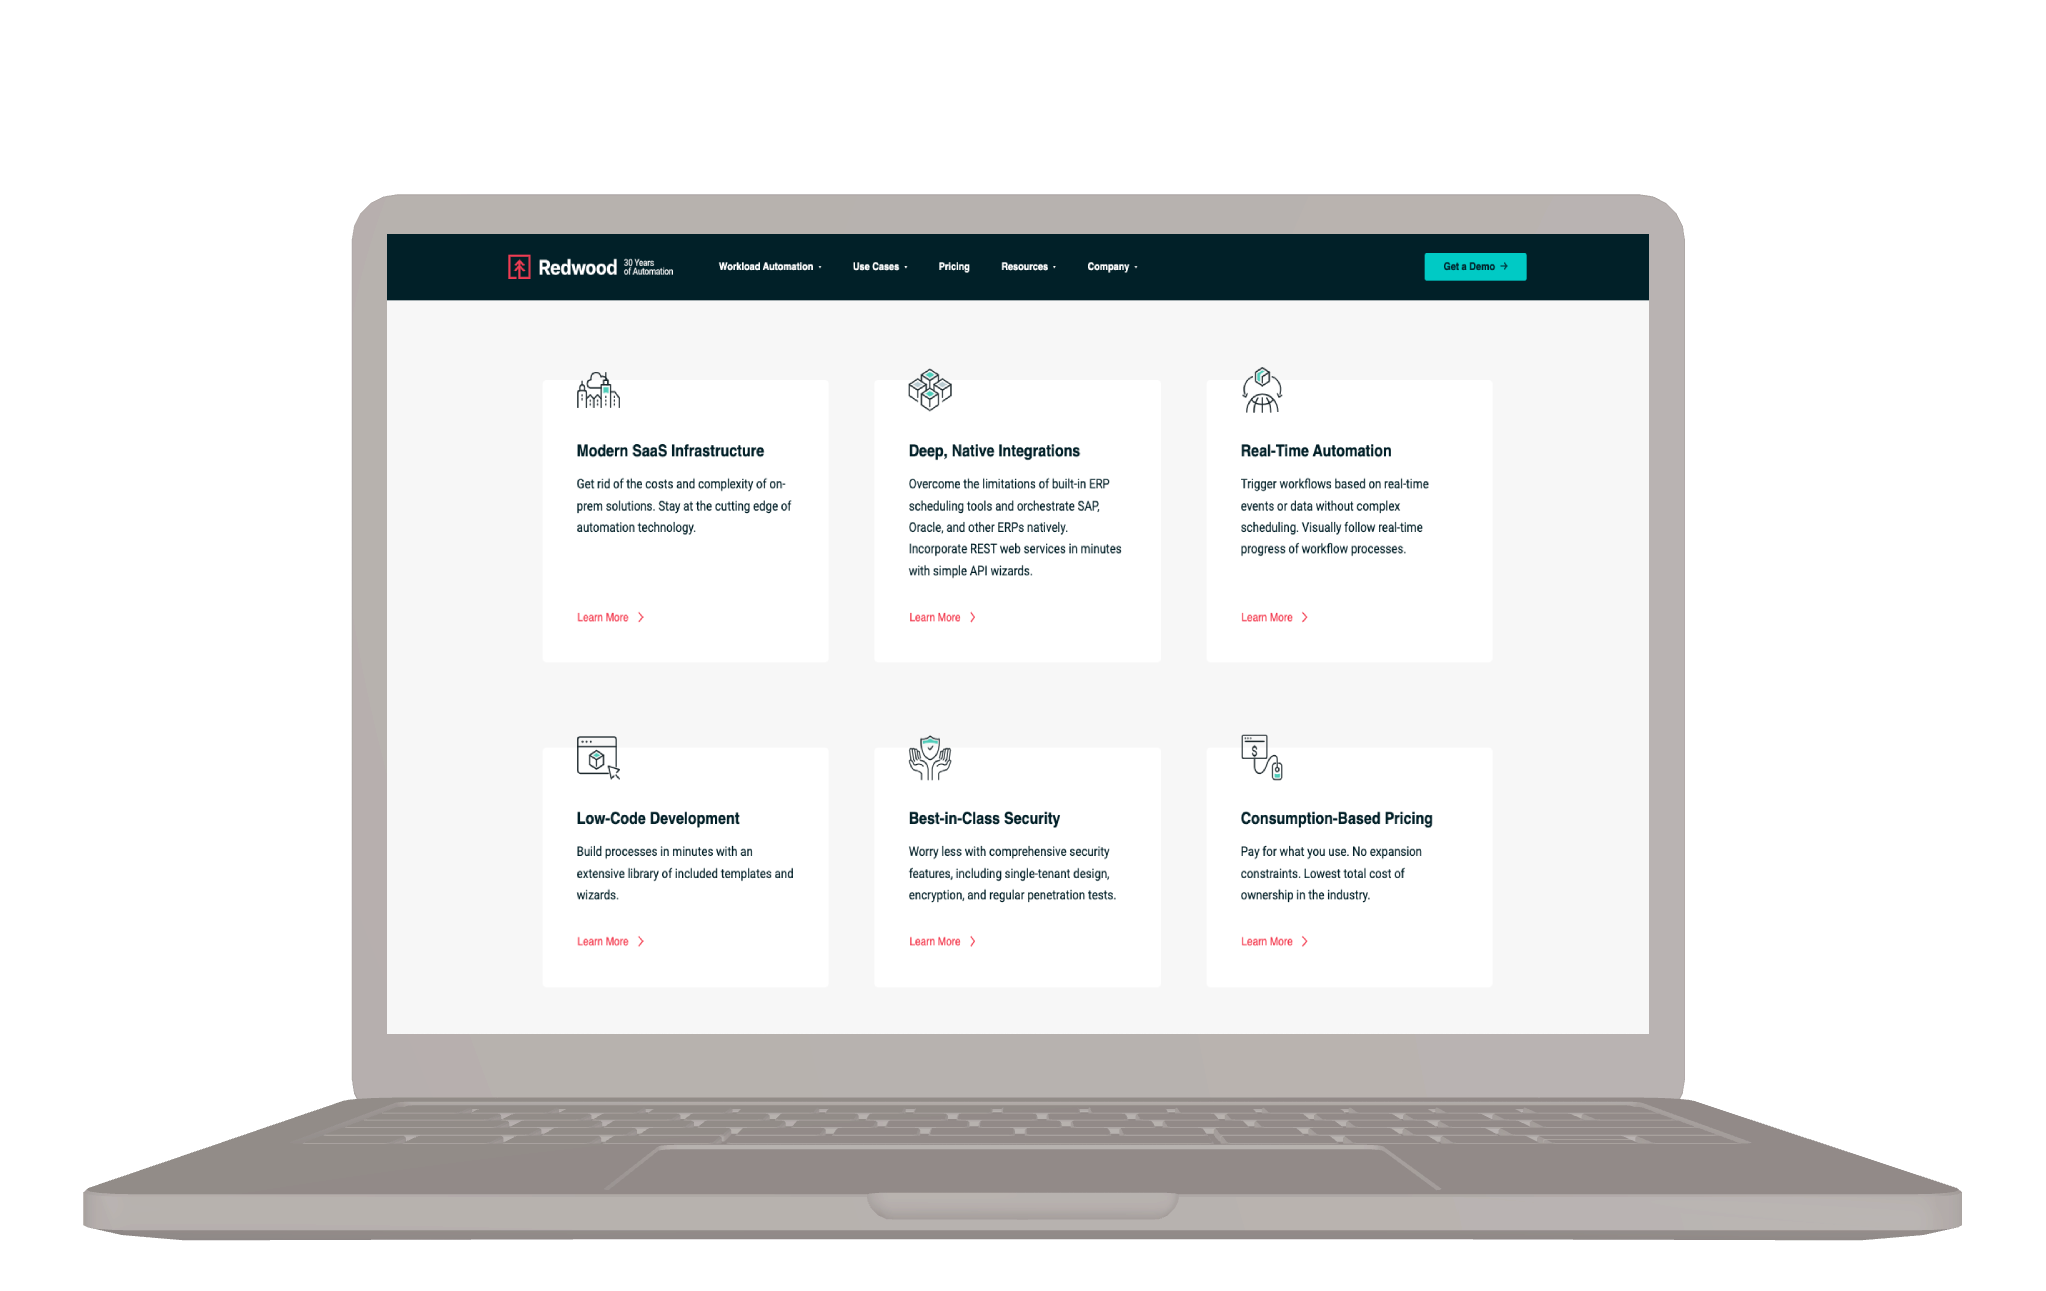 Redwood 30 Years
of Automation
Workload Automation Use Cases Pricing Resources Company Get a Demo →
Modern SaaS Infrastructure
Get rid of the costs and complexity of on-
prem solutions. Stay at the cutting edge of
automation technology.
Learn More >
Deep, Native Integrations
Overcome the limitations of built-in ERP
scheduling tools and orchestrate SAP,
Oracle, and other ERPs natively.
Incorporate REST web services in minutes
with simple API wizards.
Learn More >
Real-Time Automation
Trigger workflows based on real-time
events or data without complex
scheduling. Visually follow real-time
progress of workflow processes.
Learn More >
Low-Code Development
Build processes in minutes with an
extensive library of included templates and
wizards.
Learn More >
Best-in-Class Security
Worry less with comprehensive security
features, including single-tenant design,
encryption, and regular penetration tests.
Learn More >
$
Consumption-Based Pricing
Pay for what you use. No expansion
constraints. Lowest total cost of
ownership in the industry.
Learn More >